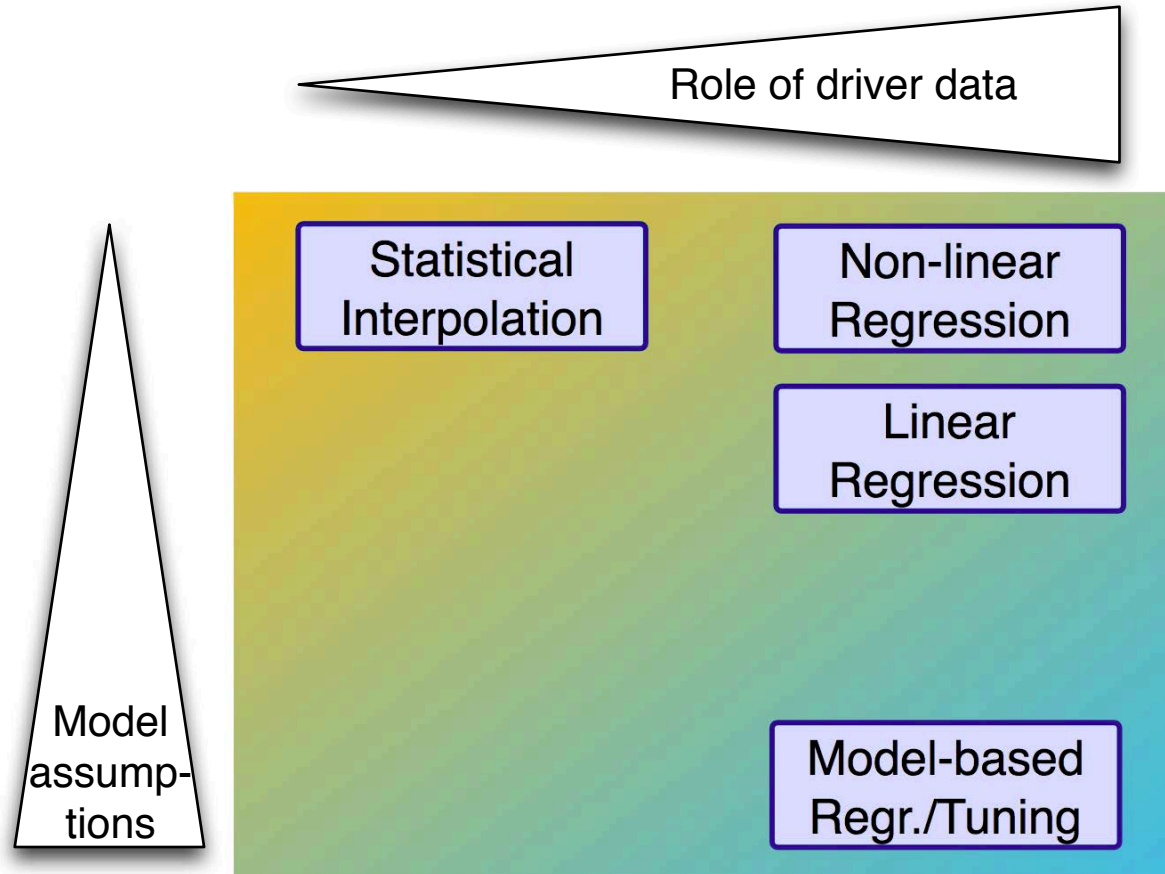 Role of driver data
Statistical
Interpolation
Non-linear
Regression
Linear
Regression
Model
assump-
tions
Model-based
Regr./Tuning